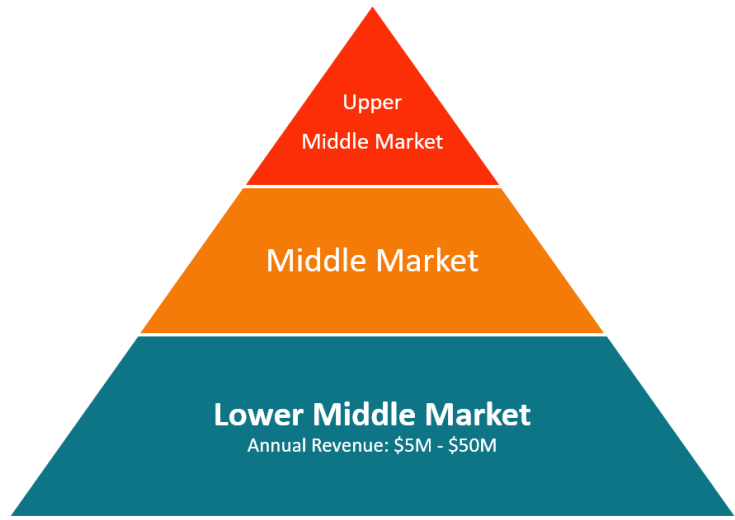 Upper
Middle Market
Middle Market
Lower Middle Market
Annual Revenue: $5M - $50M